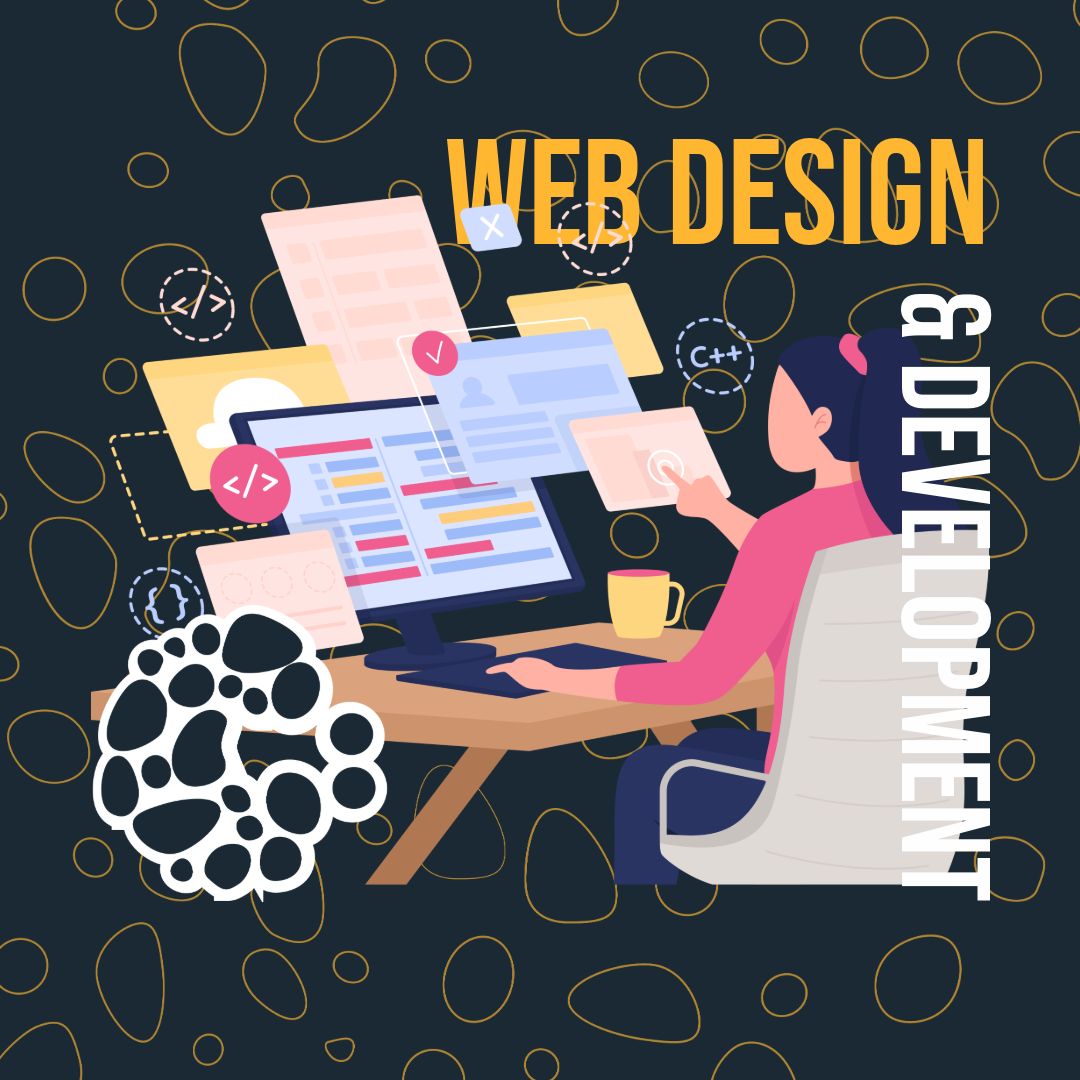 WEB DESIGN
& DEVELOPMENT
X
</>
</>
C++
</>
{ }